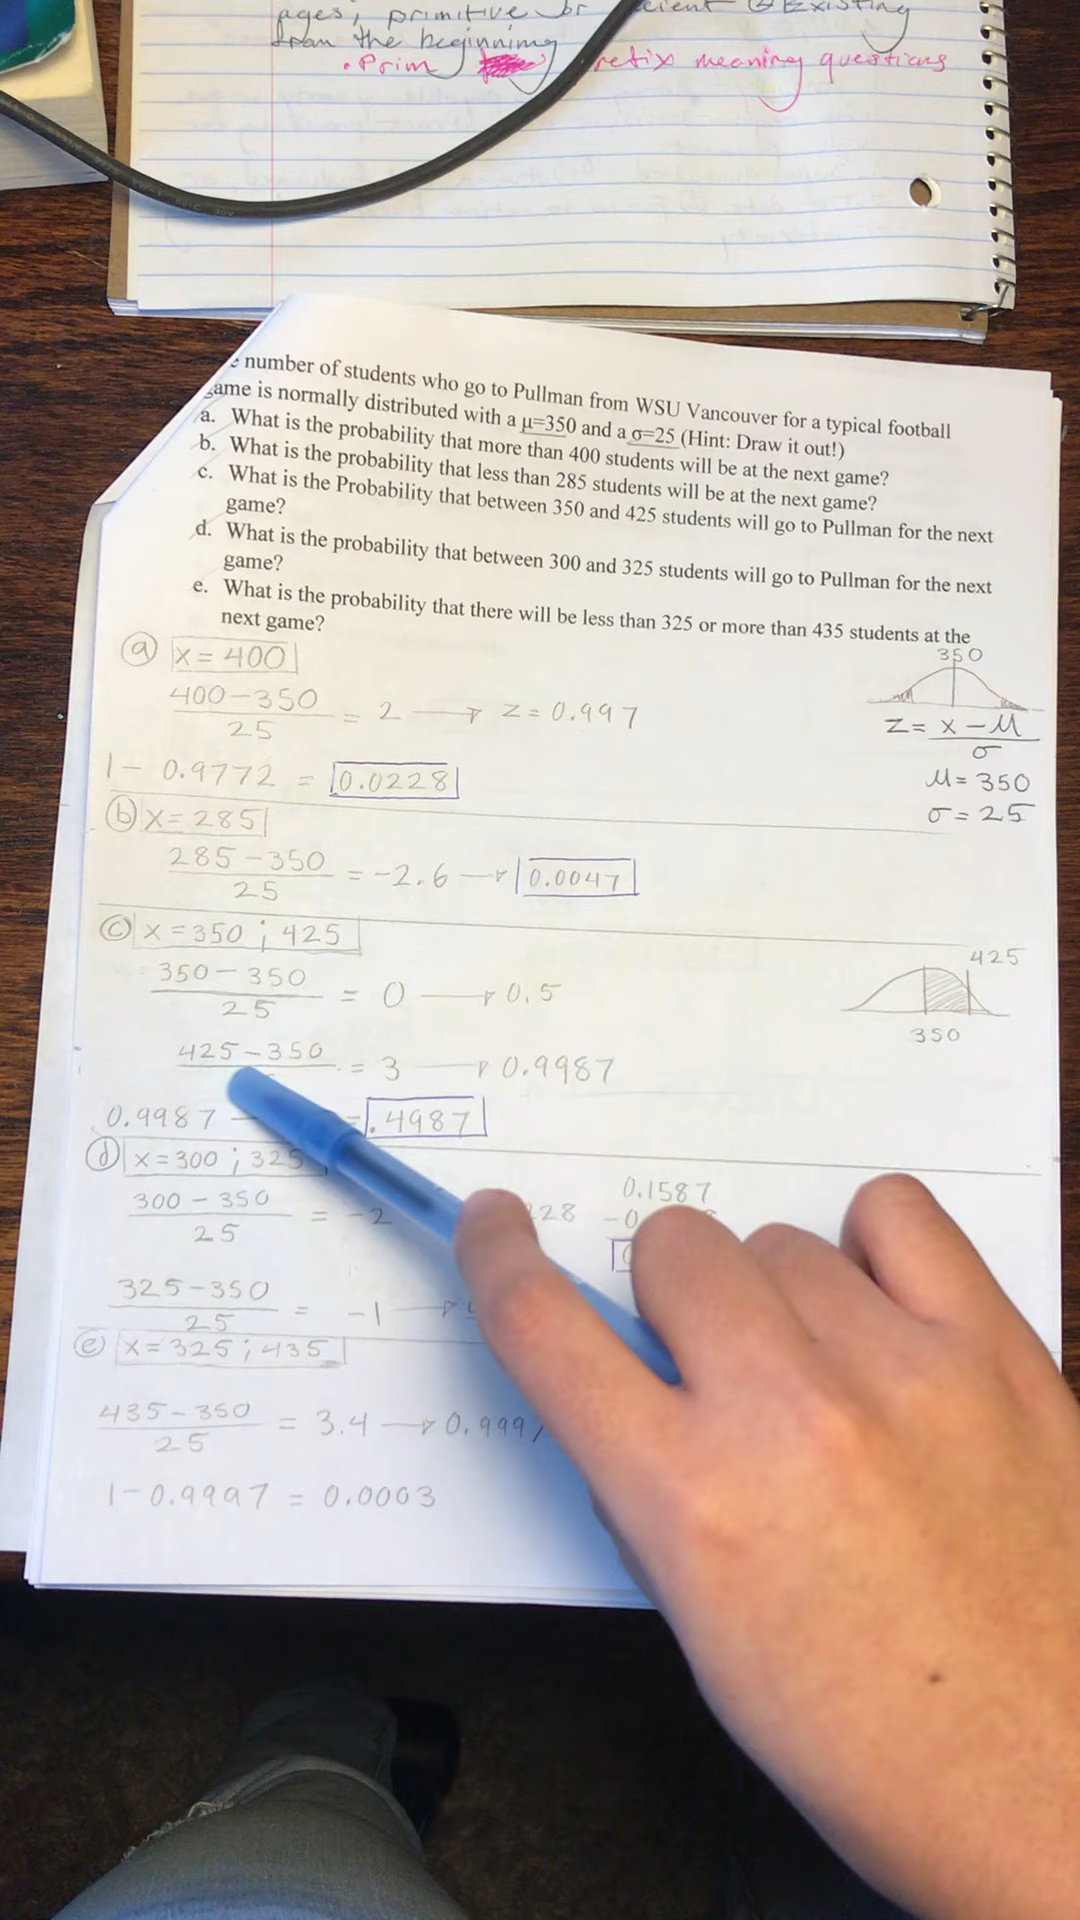 ages, primitive or
from the beginning
• Prim
meaning questions
number of students who go to Pullman from WSU Vancouver for a typical football
game is normally distributed with a μ=350 and a σ=25 (Hint: Draw it out!)
a. What is the probability that more than 400 students will be at the next game?
b. What is the probability that less than 285 students will be at the next game?
c. What is the Probability that between 350 and 425 students will go to Pullman for the next
game?
d. What is the probability that between 300 and 325 students will go to Pullman for the next
game?
e. What is the probability that there will be less than 325 or more than 435 students at the
next game?
350
z = x - μ
σ
μ = 350
σ = 25
(a) x = 400
400 - 350
25
= 2 → z = 0.997
1 - 0.9772 = 0.0228
(b) x = 285
285 - 350
25
= -2.6 → 0.0047
(c) x = 350 ; 425
350 - 350
25
= 0 → 0.5
425
350
425 - 350
= 3 → 0.9987
0.9987 - = .4987
(d) x = 300 ; 325
300 - 350
25
= -2
228
0.1587
- 0
325 - 350
25
= -1 →
(e) x = 325 ; 435
435 - 350
25
= 3.4 → 0.9997
1 - 0.9997 = 0.0003